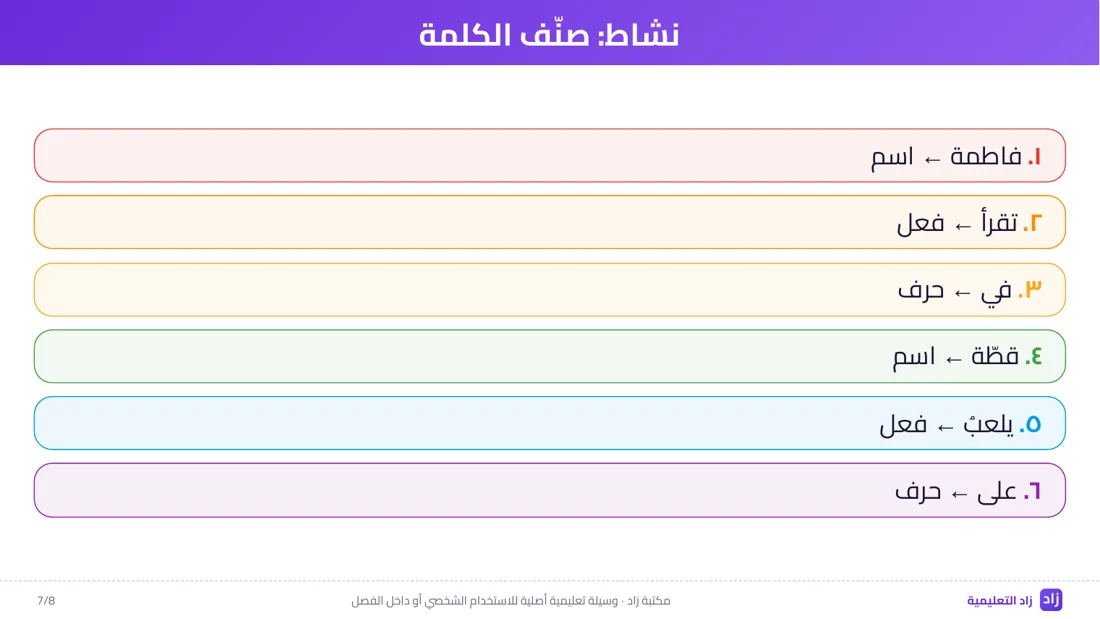 نشاط: صنّف الكلمة
١. فاطمة ← اسم
٢. تقرأ ← فعل
٣. في ← حرف
٤. قطّة ← اسم
٥. يلعبُ ← فعل
٦. على ← حرف
زاد زاد التعليمية
مكتبة زاد · وسيلة تعليمية أصلية للاستخدام الشخصي أو داخل الفصل
7/8